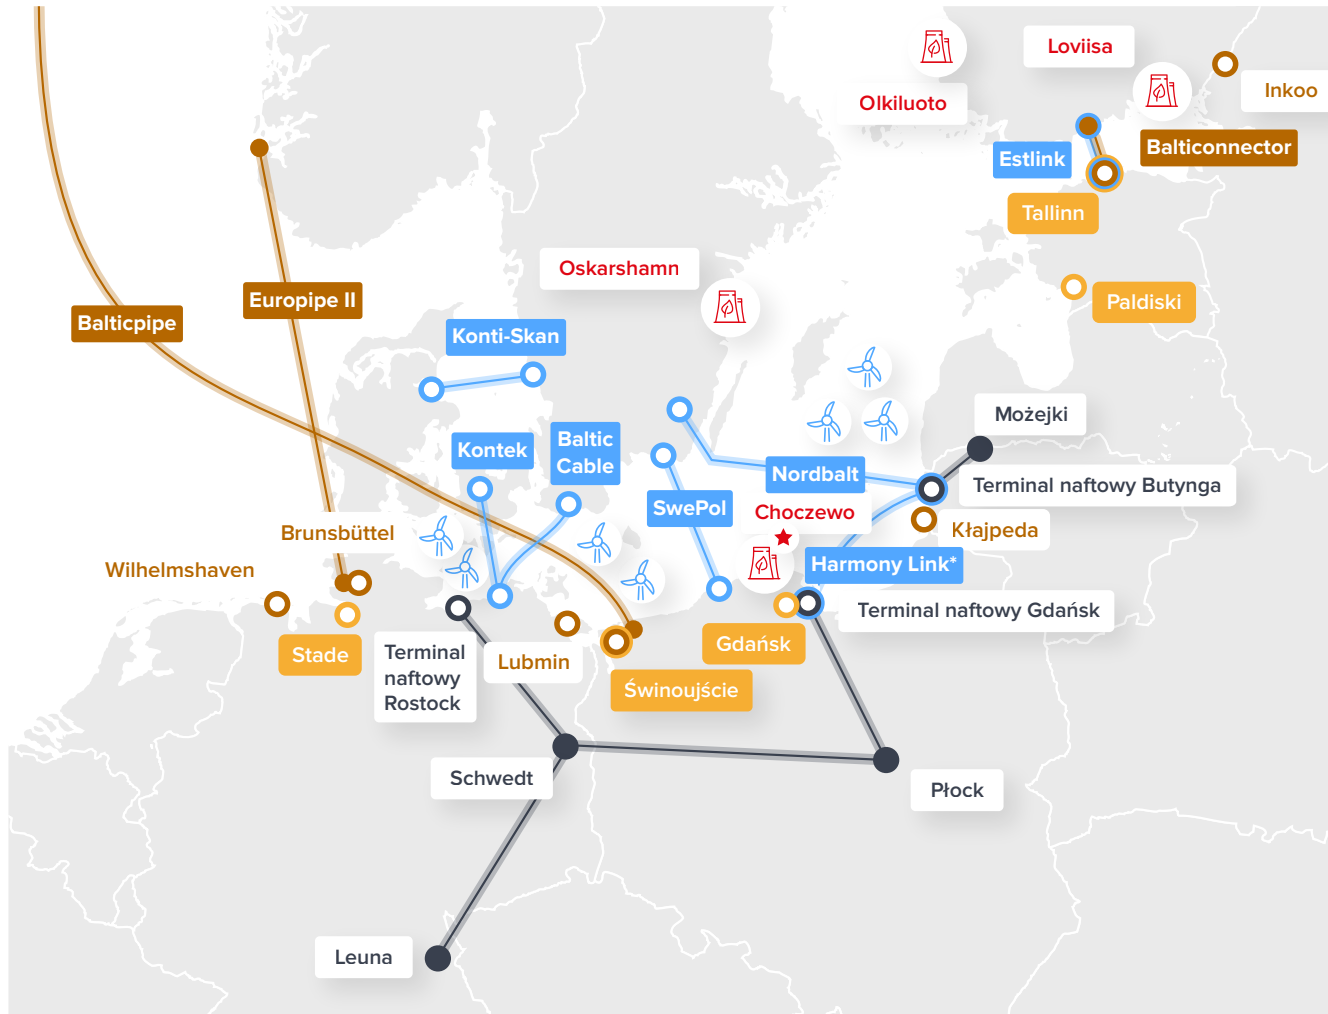 Loviisa
Olkiluoto
Inkoo
Balticonnector
Estlink
Tallinn
Oskarshamn
Europipe II
Balticpipe
Paldiski
Konti-Skan
Możejki
Baltic
Cable
Kontek
Nordbalt
Terminal naftowy Butynga
SwePol
Choczewo
Brunsbüttel
Kłajpeda
Wilhelmshaven
Harmony Link*
Terminal naftowy Gdańsk
Gdańsk
Stade
Terminal
naftowy
Rostock
Lubmin
Świnoujście
Schwedt
Płock
Leuna